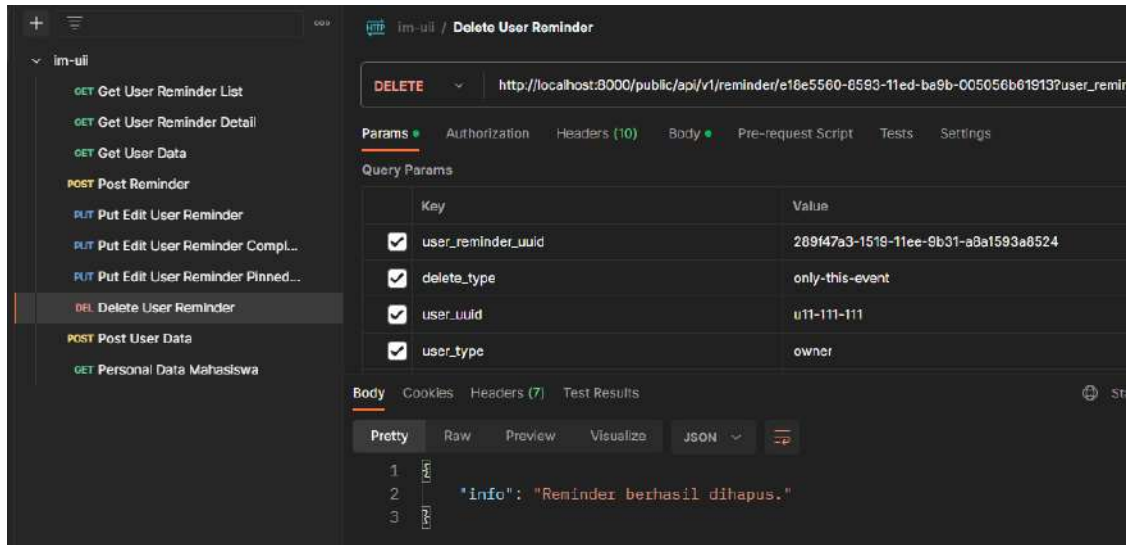 im-uii / Delete User Reminder
im-uii
GET Get User Reminder List
GET Get User Reminder Detail
GET Get User Data
POST Post Reminder
PUT Put Edit User Reminder
PUT Put Edit User Reminder Compl...
PUT Put Edit User Reminder Pinned...
DEL Delete User Reminder
POST Post User Data
GET Personal Data Mahasiswa
DELETE http://localhost:8000/public/api/v1/reminder/e18e5560-8593-11ed-ba9b-005056b61913?user_remin
Params Authorization Headers (10) Body Pre-request Script Tests Settings
Query Params
Key Value
user_reminder_uuid 289f47a3-1519-11ee-9b31-a8a1593a8524
delete_type only-this-event
user_uuid u11-111-111
user_type owner
Body Cookies Headers (7) Test Results
Pretty Raw Preview Visualize JSON
1 {
2 "info": "Reminder berhasil dihapus."
3 }